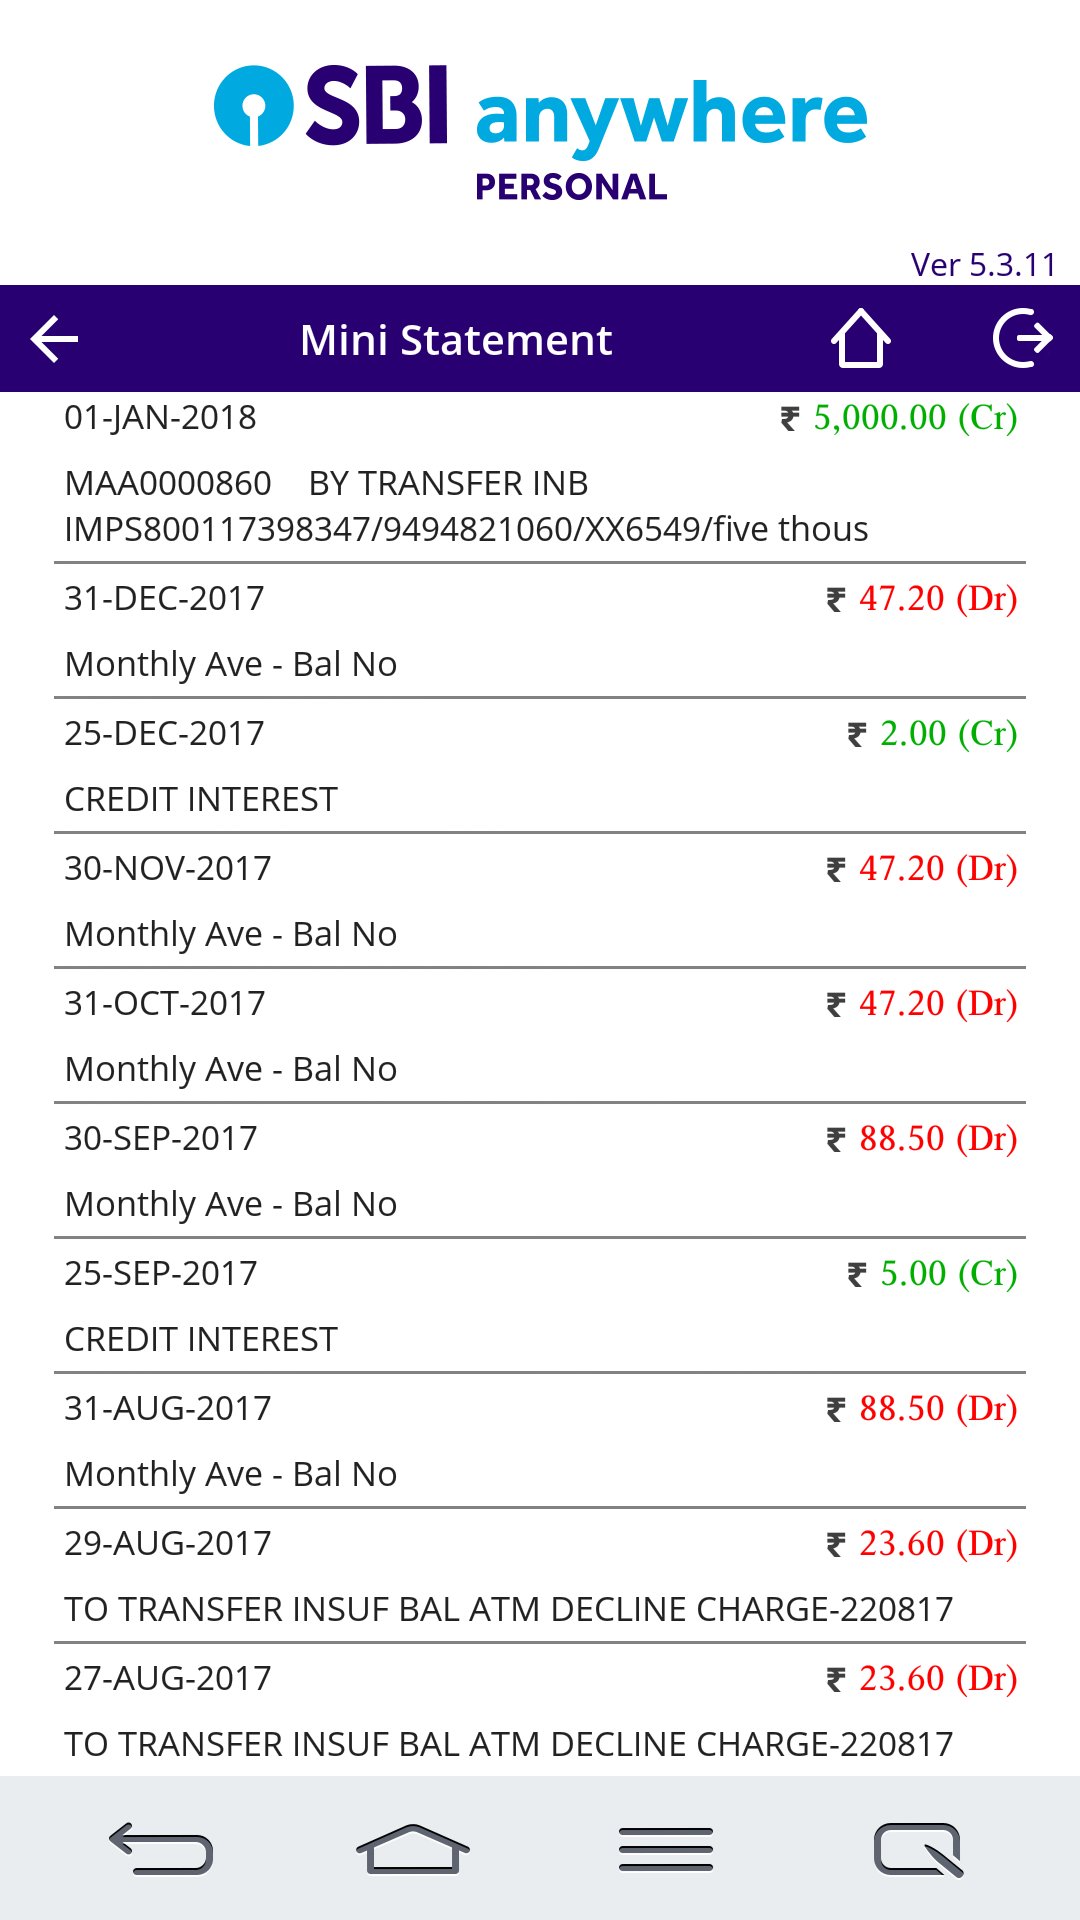 SBI anywhere
PERSONAL
Ver 5.3.11
Mini Statement
01-JAN-2018 ₹ 5,000.00 (Cr)
MAA0000860 BY TRANSFER INB
IMPS800117398347/9494821060/XX6549/five thous
31-DEC-2017 ₹ 47.20 (Dr)
Monthly Ave - Bal No
25-DEC-2017 ₹ 2.00 (Cr)
CREDIT INTEREST
30-NOV-2017 ₹ 47.20 (Dr)
Monthly Ave - Bal No
31-OCT-2017 ₹ 47.20 (Dr)
Monthly Ave - Bal No
30-SEP-2017 ₹ 88.50 (Dr)
Monthly Ave - Bal No
25-SEP-2017 ₹ 5.00 (Cr)
CREDIT INTEREST
31-AUG-2017 ₹ 88.50 (Dr)
Monthly Ave - Bal No
29-AUG-2017 ₹ 23.60 (Dr)
TO TRANSFER INSUF BAL ATM DECLINE CHARGE-220817
27-AUG-2017 ₹ 23.60 (Dr)
TO TRANSFER INSUF BAL ATM DECLINE CHARGE-220817